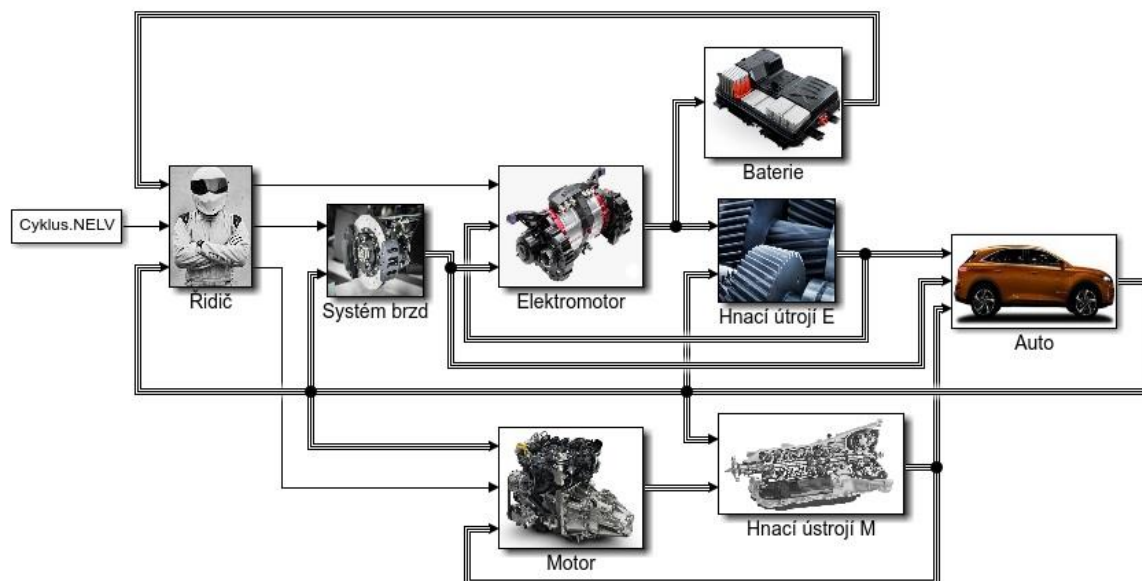 Baterie
Cyklus.NELV
Řidič
Systém brzd
Elektromotor
Hnací útrojí E
Auto
Motor
Hnací ústrojí M